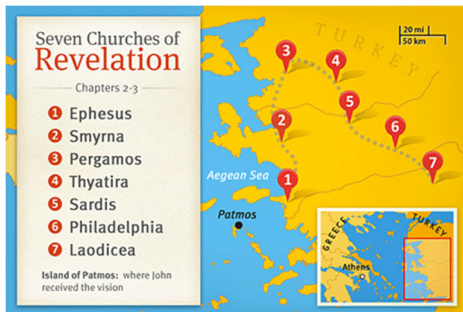 Seven Churches of
Revelation
Chapters 2-3
1 Ephesus
2 Smyrna
3 Pergamos
4 Thyatira
5 Sardis
6 Philadelphia
7 Laodicea
Island of Patmos: where John
received the vision
TURKEY
20 mi
50 km
3
4
5
2
6
7
1
Aegean Sea
Patmos
GREECE
TURKEY
Athens